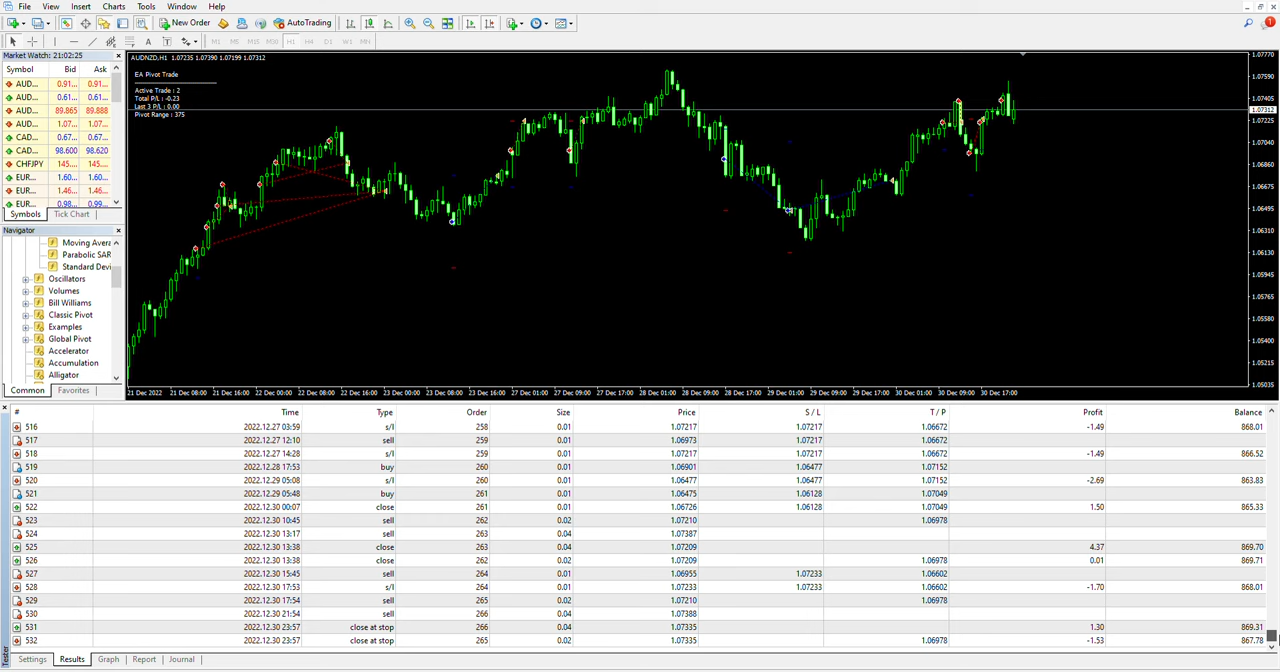 File View Insert Charts Tools Window Help
New Order AutoTrading
M1 M5 M15 M30 H1 H4 D1 W1 MN
Market Watch: 21:02:25
Symbol Bid Ask
AUD... 0.91... 0.91...
AUD... 0.61... 0.61...
AUD... 89.865 89.888
AUD... 1.07... 1.07...
CAD... 0.67... 0.67...
CAD... 98.600 98.620
CHFJPY 145.... 145....
EUR... 1.60... 1.60...
EUR... 1.46... 1.46...
EUR... 0.98... 0.99...
Symbols Tick Chart
Navigator
Moving Avera
Parabolic SAR
Standard Devi
Oscillators
Volumes
Bill Williams
Classic Pivot
Examples
Global Pivot
Accelerator
Accumulation
Alligator
Common Favorites
AUDNZD,H1 1.07235 1.07390 1.07199 1.07312
EA Pivot Trade
Active Trade : 2
Total P/L : -0.23
Last 3 P/L : 0.00
Pivot Range : 375
1.07770
1.07590
1.07405
1.07312
1.07225
1.07040
1.06860
1.06675
1.06495
1.06310
1.06130
1.05945
1.05765
1.05580
1.05400
1.05215
1.05035
21 Dec 2022 21 Dec 08:00 21 Dec 16:00 22 Dec 00:00 22 Dec 08:00 22 Dec 16:00 23 Dec 00:00 23 Dec 08:00 23 Dec 16:00 27 Dec 01:00 27 Dec 09:00 27 Dec 17:00 28 Dec 01:00 28 Dec 09:00 28 Dec 17:00 29 Dec 01:00 29 Dec 09:00 29 Dec 17:00 30 Dec 01:00 30 Dec 09:00 30 Dec 17:00
# Time Type Order Size Price S / L T / P Profit Balance
516 2022.12.27 03:59 s/l 258 0.01 1.07217 1.07217 1.06672 -1.49 868.01
517 2022.12.27 12:10 sell 259 0.01 1.06973 1.07217 1.06672
518 2022.12.27 14:28 s/l 259 0.01 1.07217 1.07217 1.06672 -1.49 866.52
519 2022.12.28 17:53 buy 260 0.01 1.06901 1.06477 1.07152
520 2022.12.29 05:08 s/l 260 0.01 1.06477 1.06477 1.07152 -2.69 863.83
521 2022.12.29 05:48 buy 261 0.01 1.06475 1.06128 1.07049
522 2022.12.30 00:07 close 261 0.01 1.06726 1.06128 1.07049 1.50 865.33
523 2022.12.30 10:45 sell 262 0.02 1.07210 1.06978
524 2022.12.30 13:17 sell 263 0.04 1.07387
525 2022.12.30 13:38 close 263 0.04 1.07209 4.37 869.70
526 2022.12.30 13:38 close 262 0.02 1.07209 1.06978 0.01 869.71
527 2022.12.30 15:45 sell 264 0.01 1.06955 1.07233 1.06602
528 2022.12.30 17:53 s/l 264 0.01 1.07233 1.07233 1.06602 -1.70 868.01
529 2022.12.30 17:54 sell 265 0.02 1.07210 1.06978
530 2022.12.30 21:54 sell 266 0.04 1.07388
531 2022.12.30 23:57 close at stop 266 0.04 1.07335 1.30 869.31
532 2022.12.30 23:57 close at stop 265 0.02 1.07335 1.06978 -1.53 867.78
Tester
Settings Results Graph Report Journal